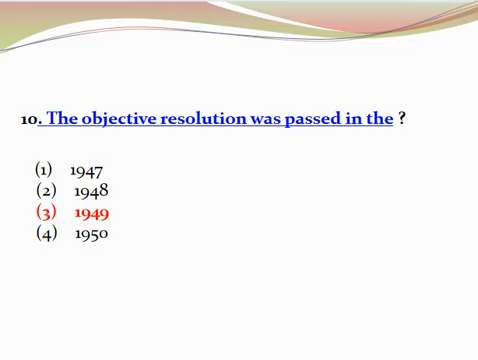 10. The objective resolution was passed in the ?
(1) 1947
(2) 1948
(3) 1949
(4) 1950